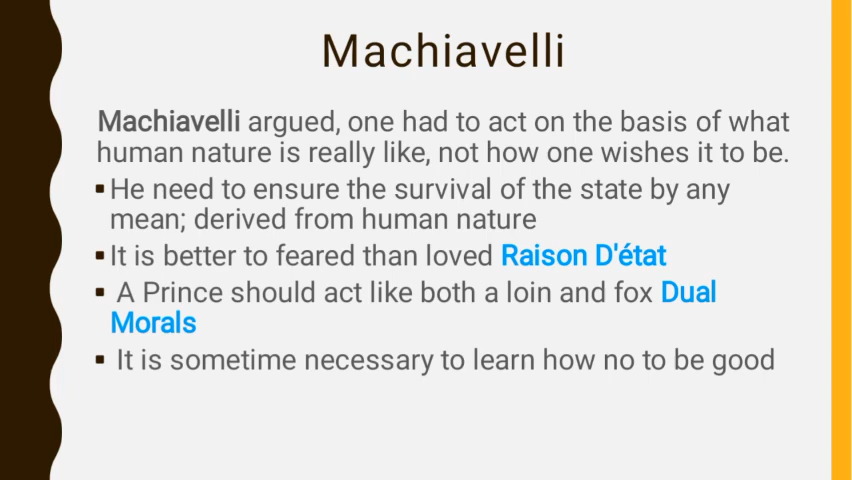 Machiavelli
Machiavelli argued, one had to act on the basis of what
human nature is really like, not how one wishes it to be.
▪He need to ensure the survival of the state by any
mean; derived from human nature
▪It is better to feared than loved Raison D'état
▪ A Prince should act like both a loin and fox Dual
Morals
▪ It is sometime necessary to learn how no to be good